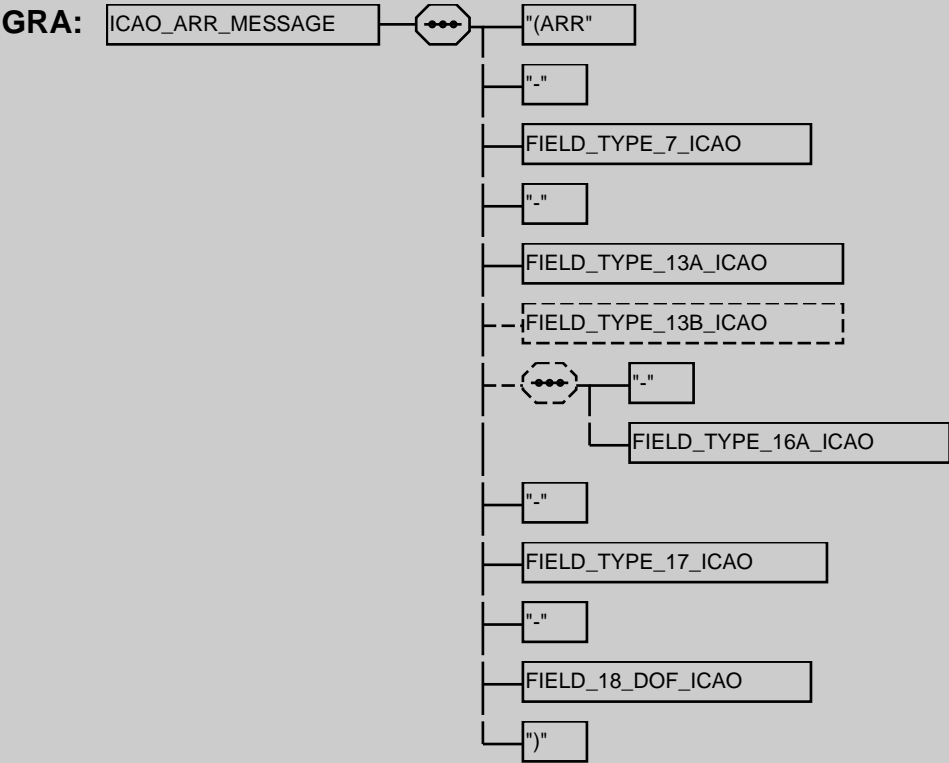 GRA: ICAO_ARR_MESSAGE "(ARR"
"-"
FIELD_TYPE_7_ICAO
"-"
FIELD_TYPE_13A_ICAO
FIELD_TYPE_13B_ICAO
"-"
FIELD_TYPE_16A_ICAO
"-"
FIELD_TYPE_17_ICAO
"-"
FIELD_18_DOF_ICAO
")"